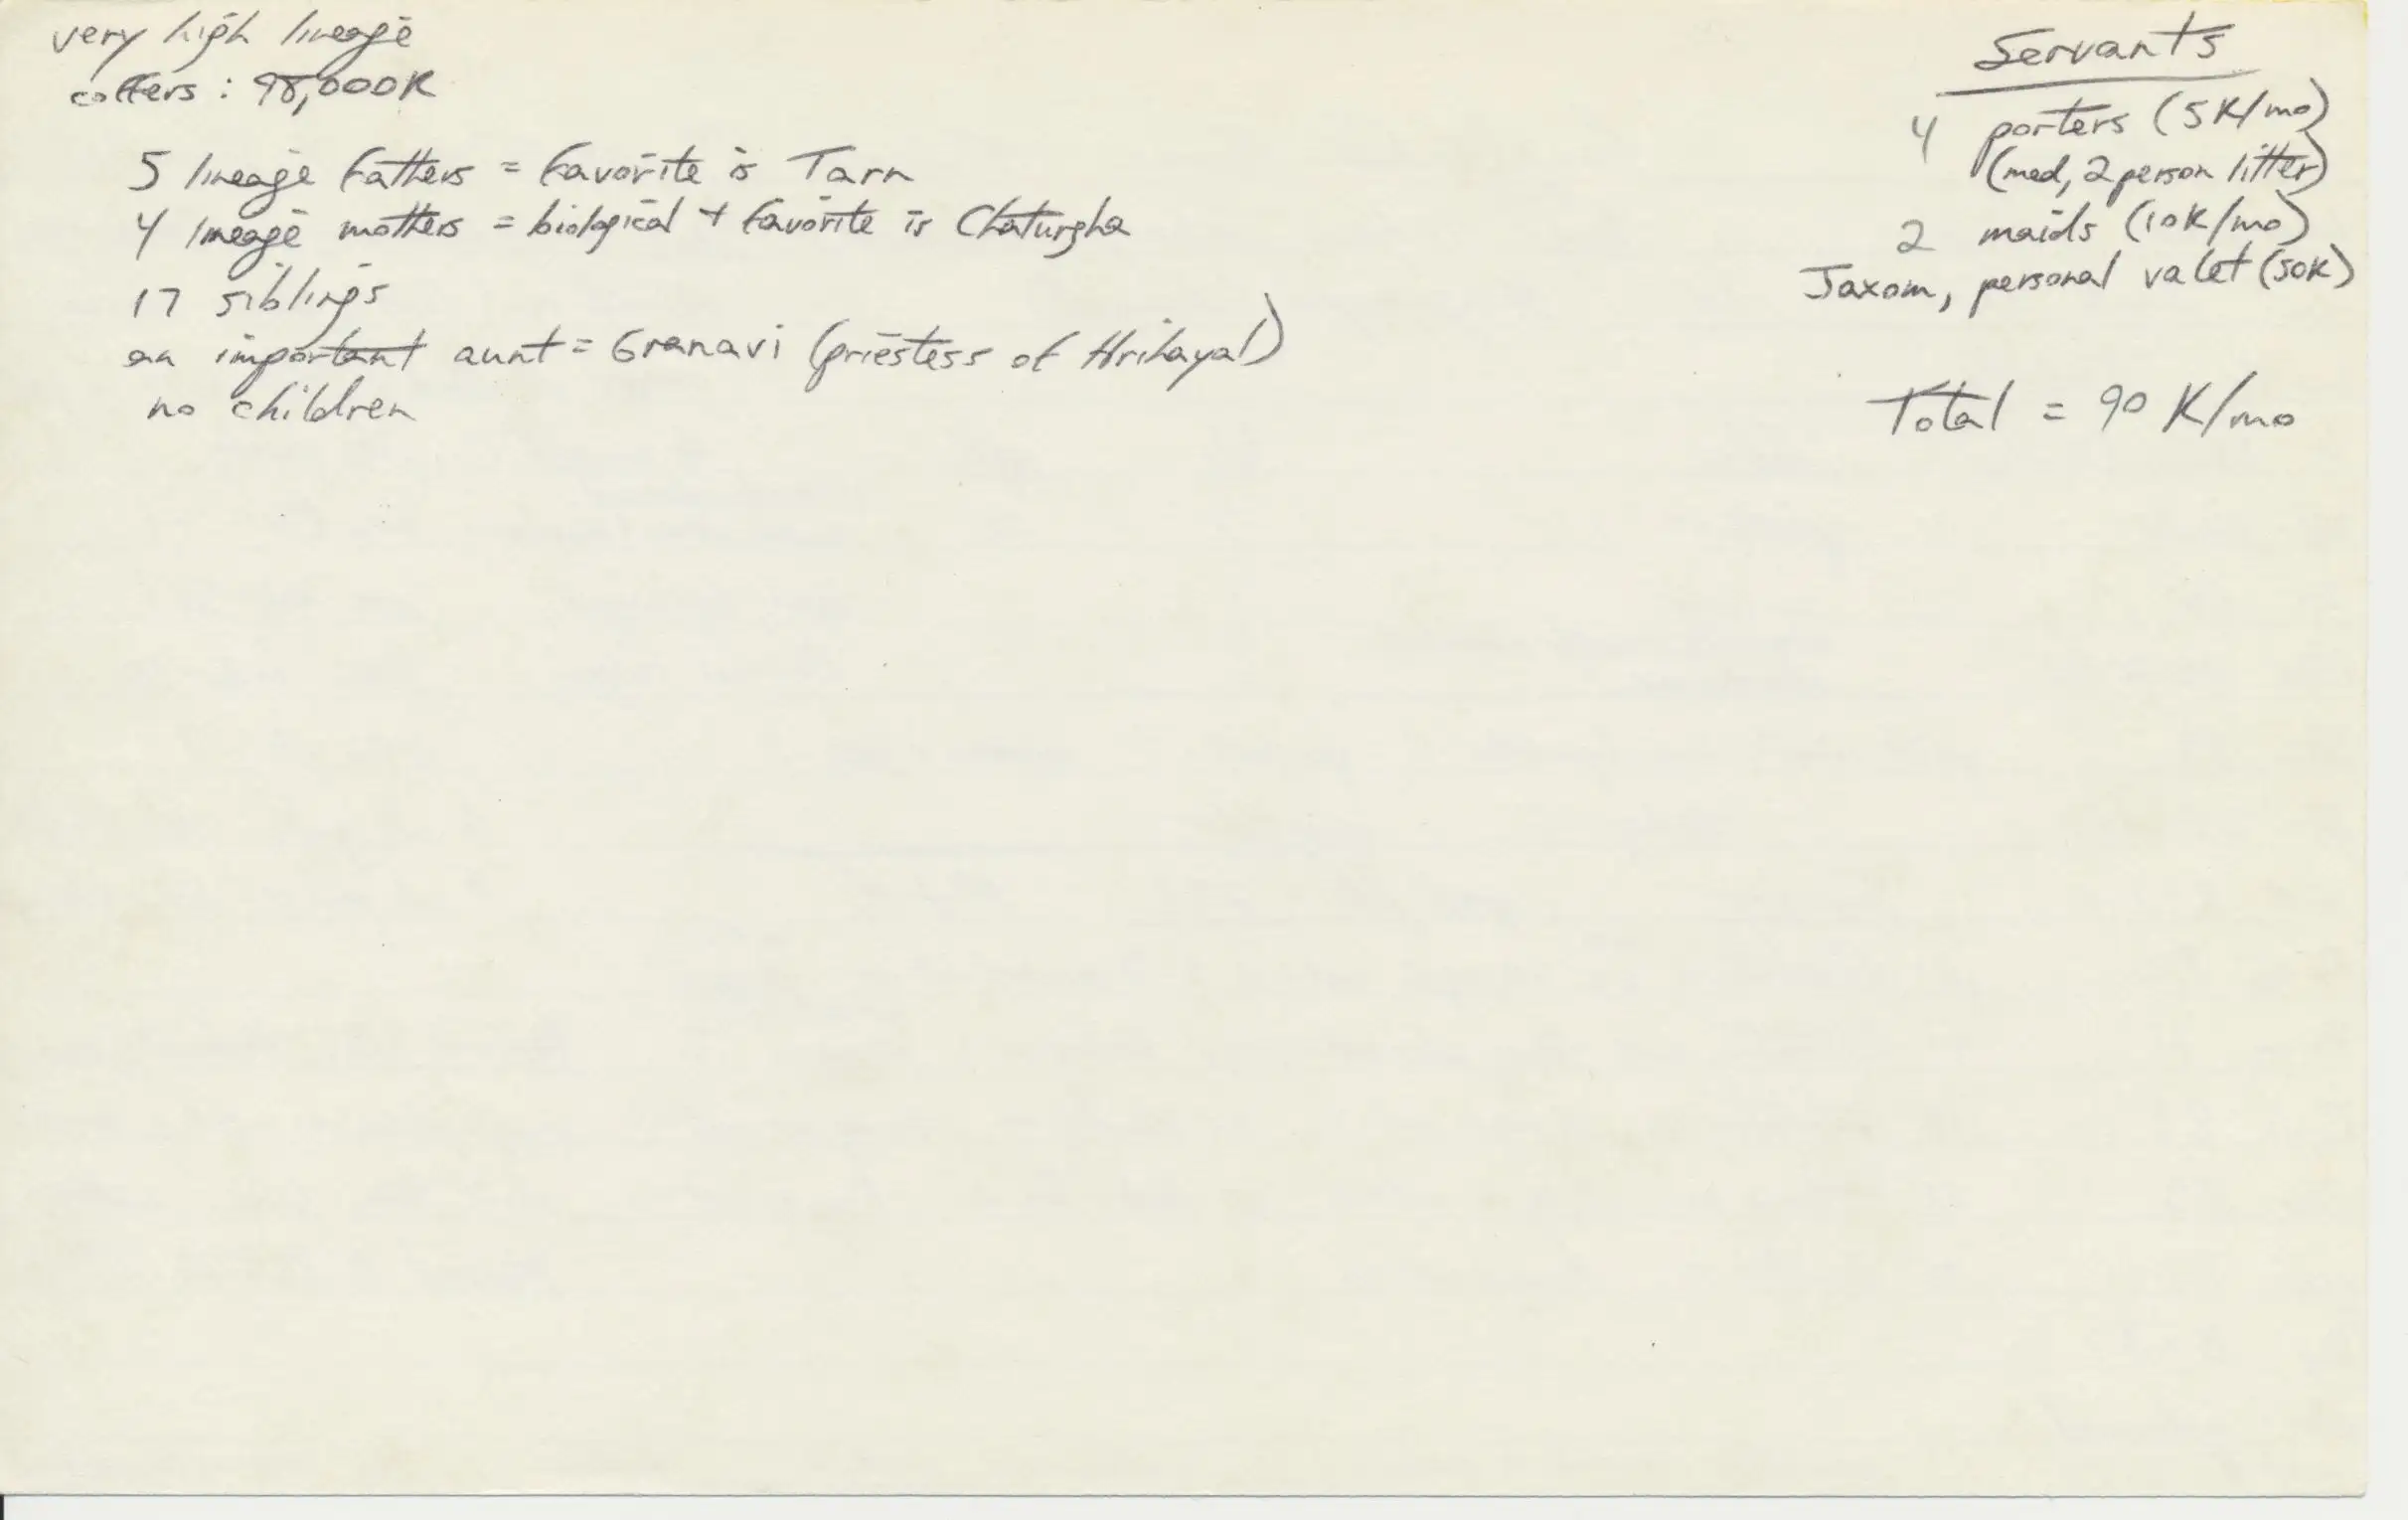 very high lineage
coffers : 98,000K
5 lineage fathers = favorite is Tarn
4 lineage mothers = biological + favorite is Chaturgha
17 siblings
an important aunt = Granavi (priestess of Hrihayal)
no children
Servants
4 porters (5K/mo)
(med, 2 person litter)
2 maids (10K/mo)
Jaxom, personal valet (50K)
Total = 90 K/mo